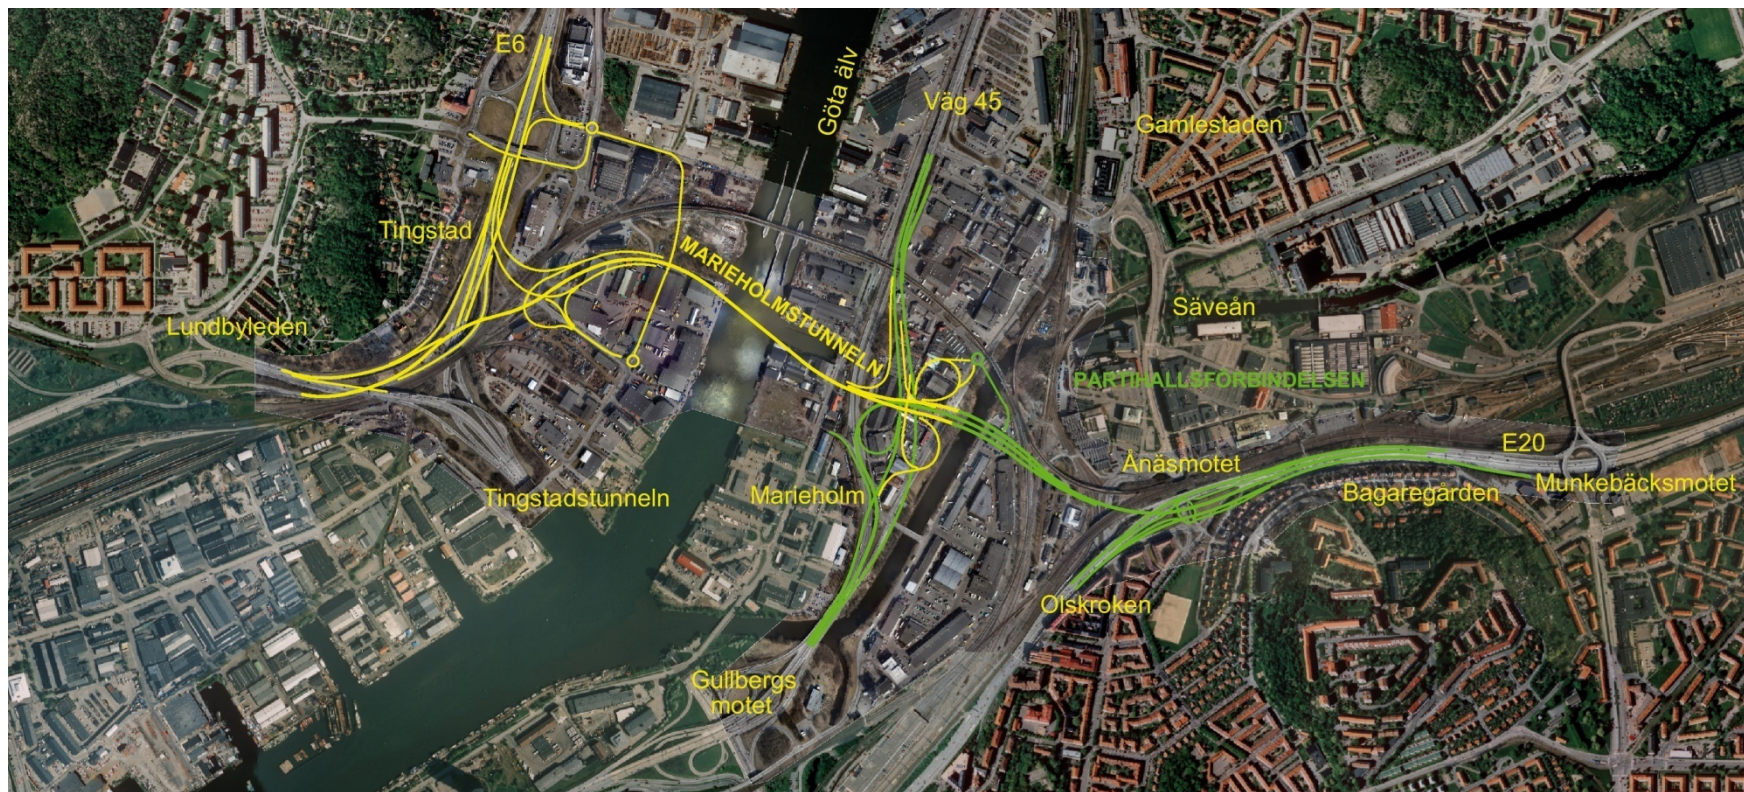 E6
Göta älv
Väg 45
Gamlestaden
Tingstad
MARIEHOLMSTUNNELN
Säveån
Lundbyleden
PARTIHALLSFÖRBINDELSEN
E20
Ånäsmotet
Munkebäcksmotet
Bagaregården
Tingstadstunneln
Marieholm
Olskroken
Gullbergs
motet